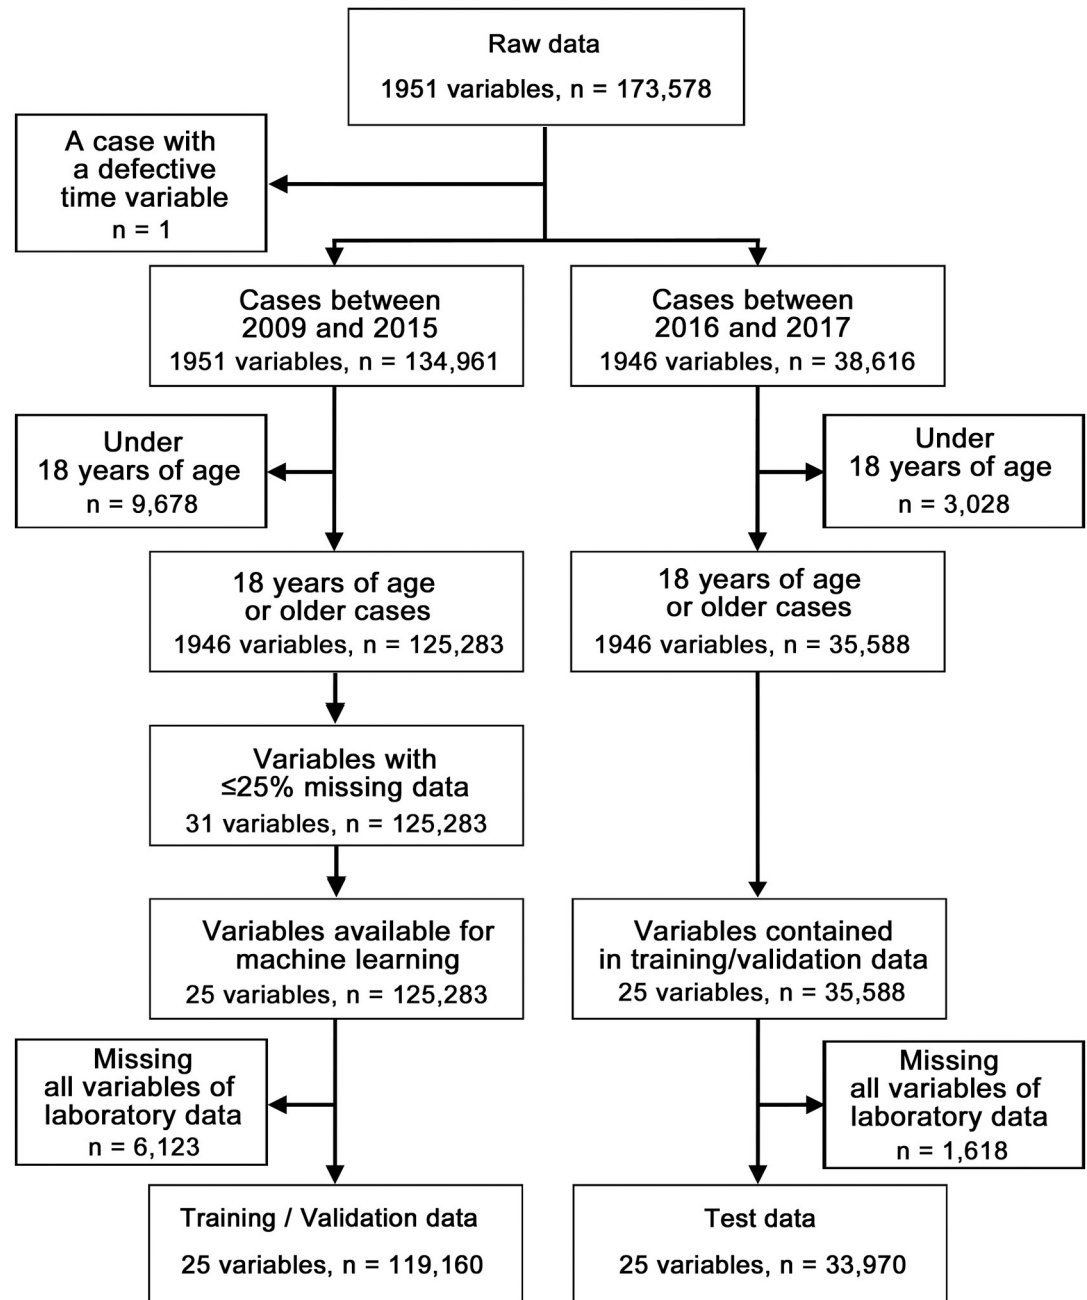 Raw data
1951 variables, n = 173,578
A case with
a defective
time variable
n = 1
Cases between
2009 and 2015
1951 variables, n = 134,961
Cases between
2016 and 2017
1946 variables, n = 38,616
Under
18 years of age
n = 9,678
Under
18 years of age
n = 3,028
18 years of age
or older cases
1946 variables, n = 125,283
18 years of age
or older cases
1946 variables, n = 35,588
Variables with
≤25% missing data
31 variables, n = 125,283
Variables available for
machine learning
25 variables, n = 125,283
Variables contained
in training/validation data
25 variables, n = 35,588
Missing
all variables of
laboratory data
n = 6,123
Missing
all variables of
laboratory data
n = 1,618
Training / Validation data
25 variables, n = 119,160
Test data
25 variables, n = 33,970